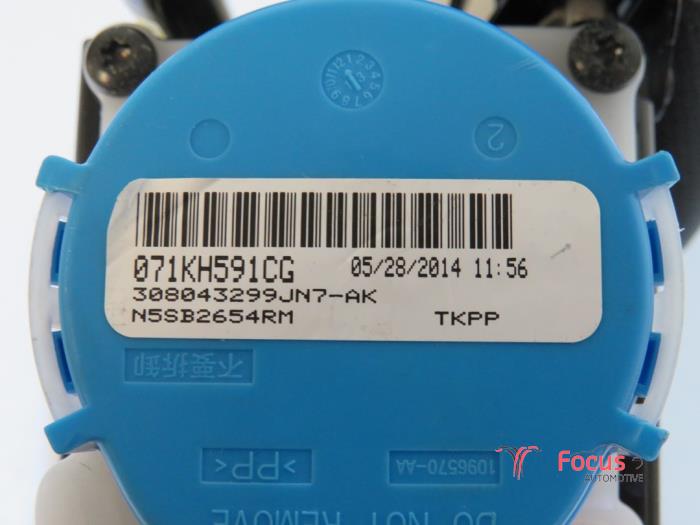 2
071KH591CG 05/28/2014 11:56
308043299JN7-AK
N5SB2654RM TKPP
不要拆卸
>PP< 1096570-AA
DO NOT REMOVE
Focus
AUTOMOTIVE